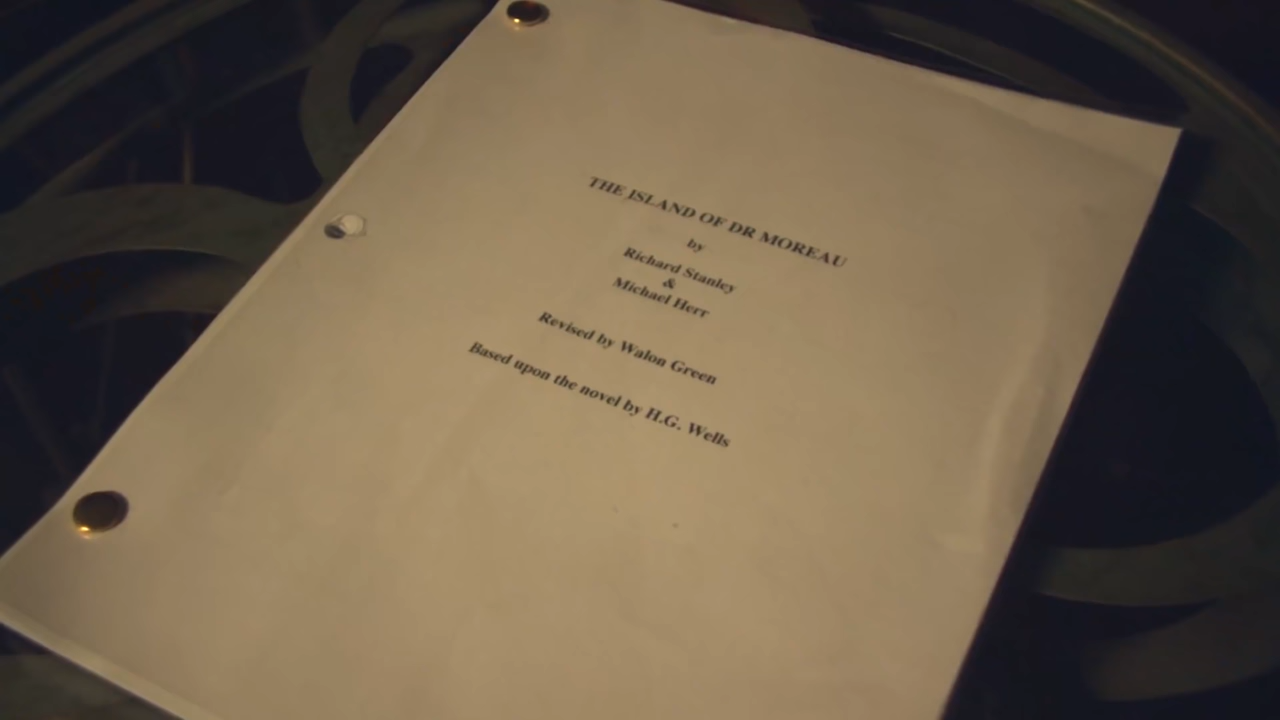 THE ISLAND OF DR MOREAU
by
Richard Stanley
&
Michael Herr
Revised by Walon Green
Based upon the novel by H.G. Wells